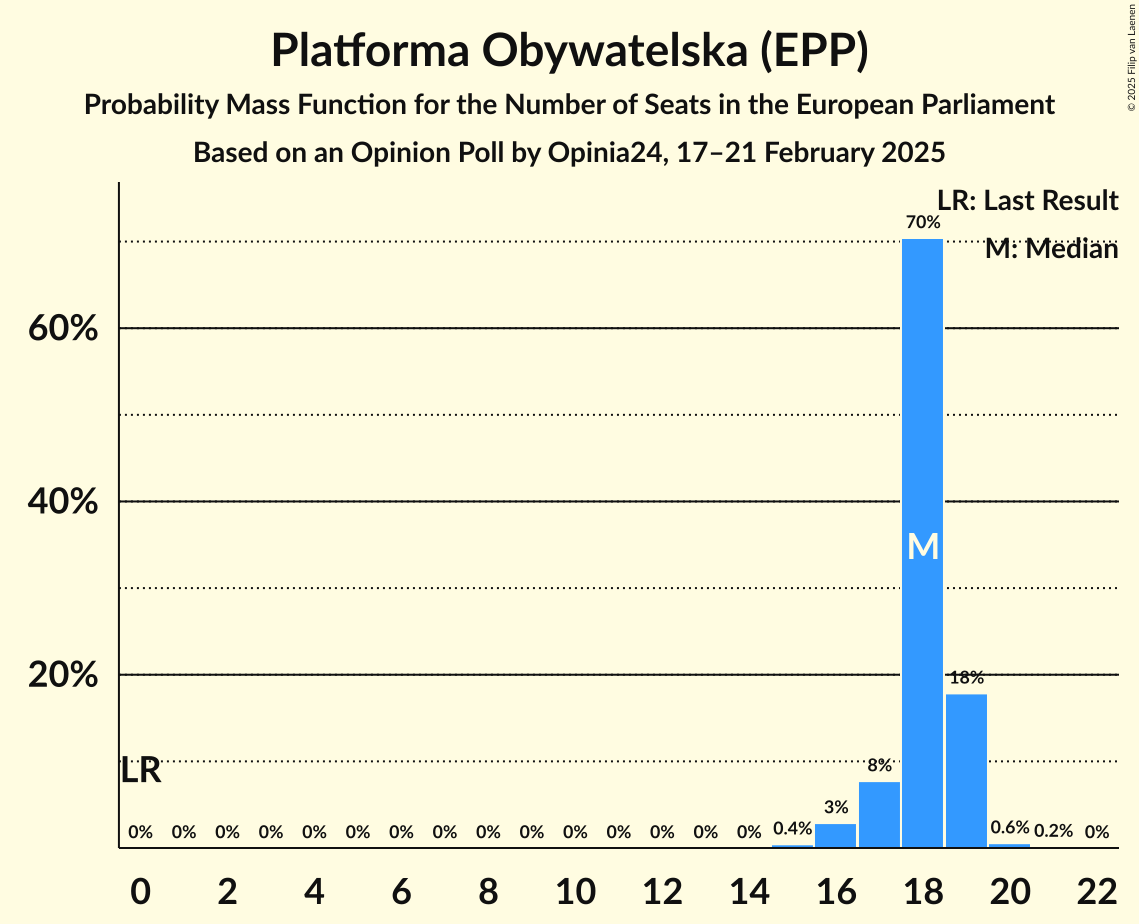 Platforma Obywatelska (EPP)
Probability Mass Function for the Number of Seats in the European Parliament
Based on an Opinion Poll by Opinia24, 17–21 February 2025
© 2025 Filip van Laenen
LR: Last Result
M: Median
60%
40%
20%
LR
M
0% 0% 0% 0% 0% 0% 0% 0% 0% 0% 0% 0% 0% 0% 0% 0.4% 3% 8% 70% 18% 0.6% 0.2% 0%
0 2 4 6 8 10 12 14 16 18 20 22